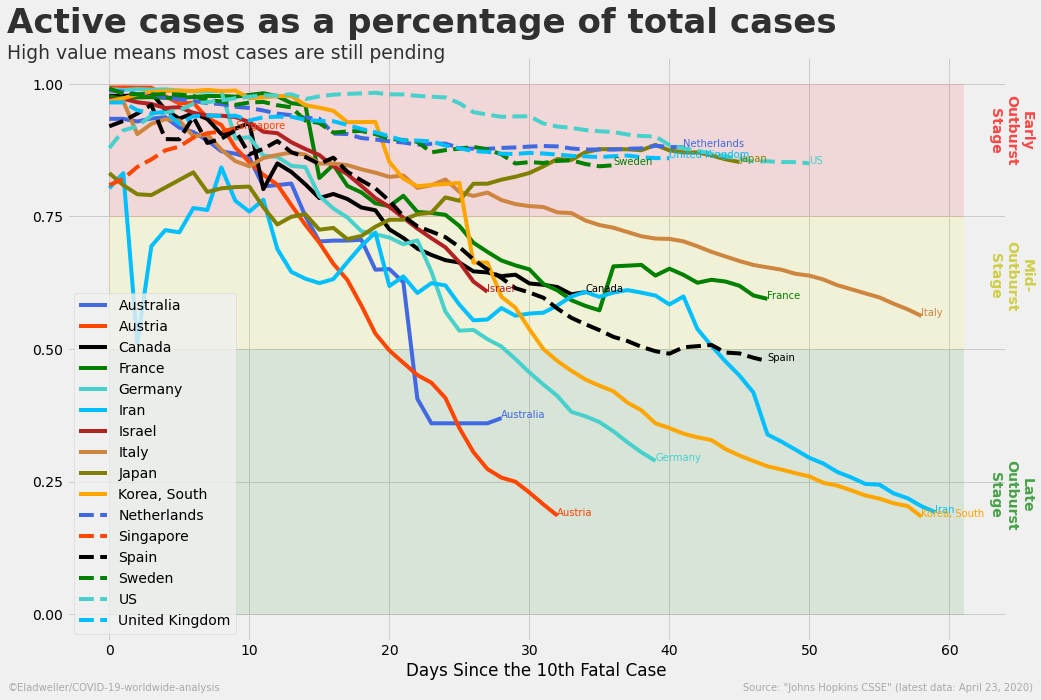 Active cases as a percentage of total cases
High value means most cases are still pending
1.00
0.75
0.50
0.25
0.00
Early
Outburst
Stage
Mid-
Outburst
Stage
Late
Outburst
Stage
Singapore
Netherlands
United Kingdom
Japan
Sweden
US
Israel
Canada
France
Italy
Spain
Australia
Germany
Austria
Iran
Korea, South
Australia
Austria
Canada
France
Germany
Iran
Israel
Italy
Japan
Korea, South
Netherlands
Singapore
Spain
Sweden
US
United Kingdom
0 10 20 30 40 50 60
Days Since the 10th Fatal Case
©Eladweller/COVID-19-worldwide-analysis
Source: "Johns Hopkins CSSE" (latest data: April 23, 2020)